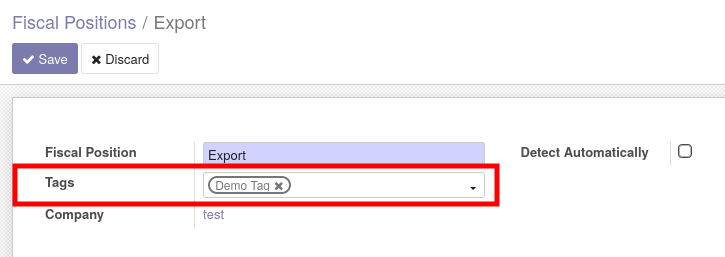 Fiscal Positions / Export
Save Discard
Fiscal Position Export Detect Automatically
Tags Demo Tag
Company test